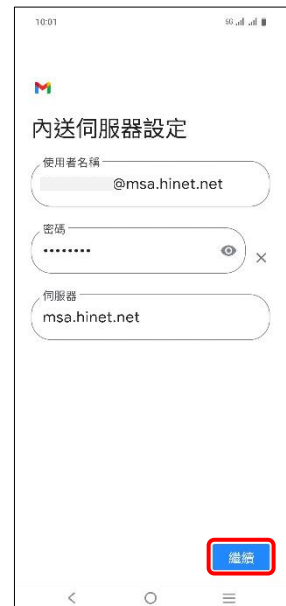 10:01
5G
內送伺服器設定
使用者名稱
@msa.hinet.net
密碼
••••••••
伺服器
msa.hinet.net
繼續